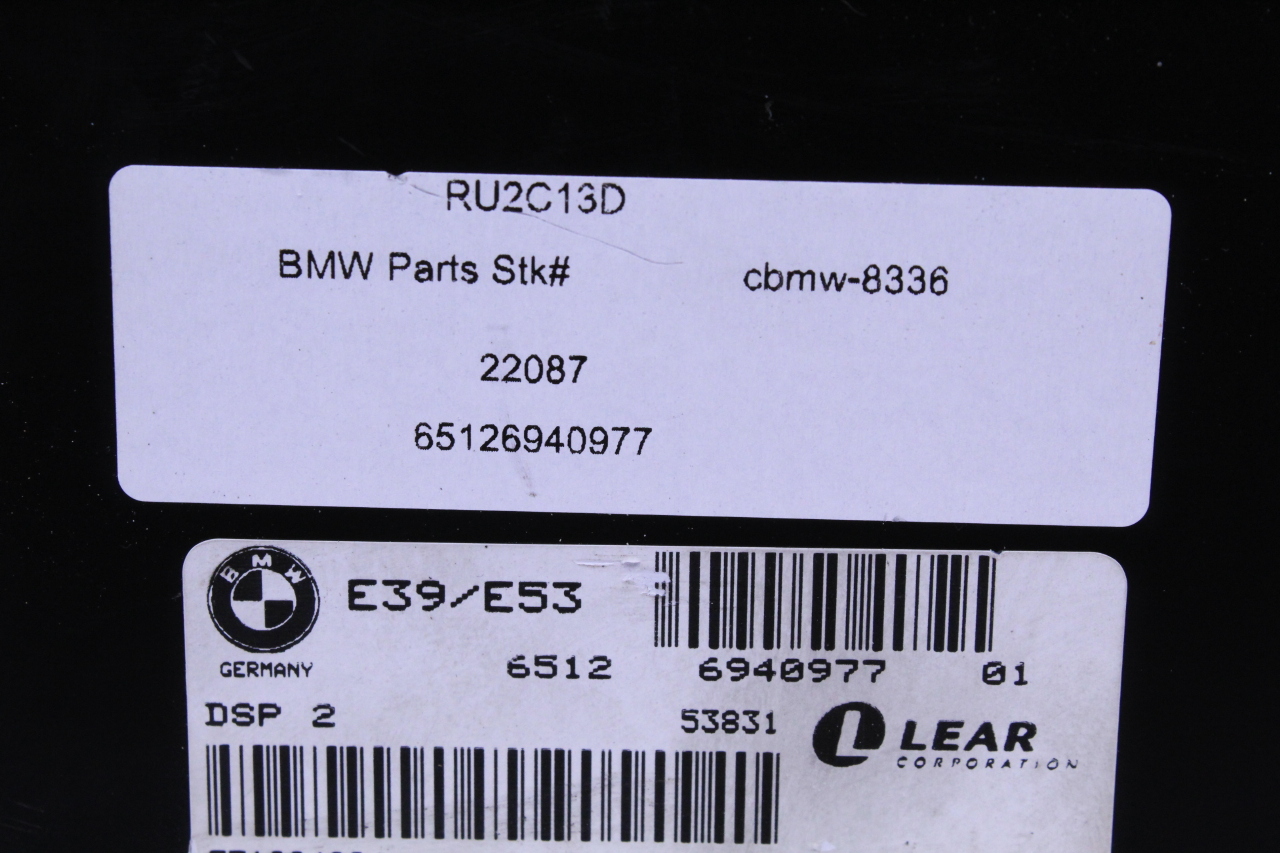 RU2C13D
BMW Parts Stk# cbmw-8336
22087
65126940977
BMW
E39/E53
GERMANY 6512 6940977 01
DSP 2 53831
LEAR
CORPORATION